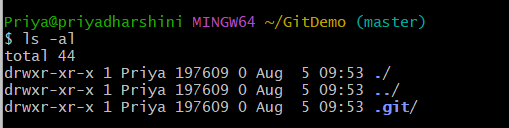 Priya@priyadharshini MINGW64 ~/GitDemo (master)
$ ls -al
total 44
drwxr-xr-x 1 Priya 197609 0 Aug  5 09:53 ./
drwxr-xr-x 1 Priya 197609 0 Aug  5 09:53 ../
drwxr-xr-x 1 Priya 197609 0 Aug  5 09:53 .git/